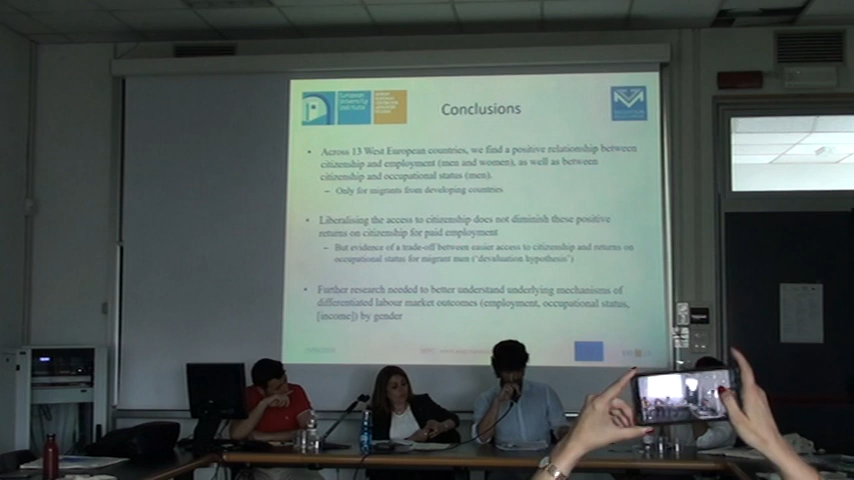 European
University
Institute
Conclusions
• Across 13 West European countries, we find a positive relationship between
citizenship and employment (men and women), as well as between
citizenship and occupational status (men).
– Only for migrants from developing countries
• Liberalising the access to citizenship does not diminish these positive
returns on citizenship for paid employment
– But evidence of a trade-off between easier access to citizenship and returns on
occupational status for migrant men ('devaluation hypothesis')
• Further research needed to better understand underlying mechanisms of
differentiated labour market outcomes (employment, occupational status,
[income]) by gender